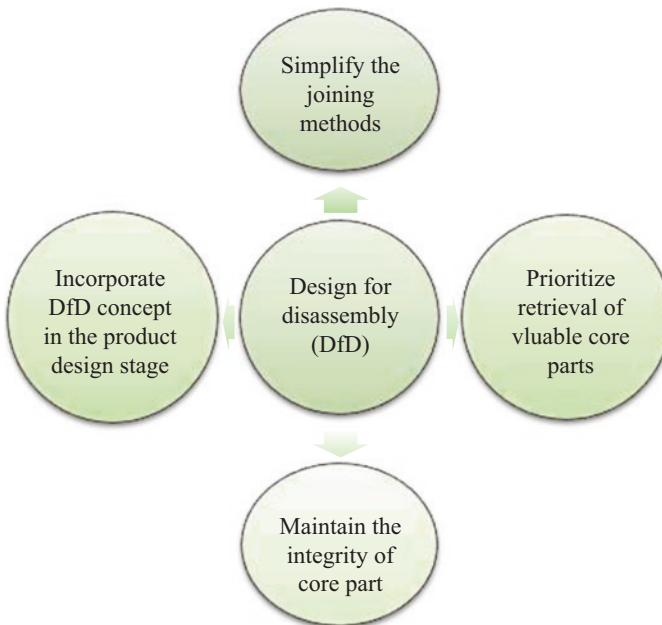 Simplify the
joining
methods
Incorporate
DfD concept
in the product
design stage
Design for
disassembly
(DfD)
Prioritize
retrieval of
vluable core
parts
Maintain the
integrity of
core part